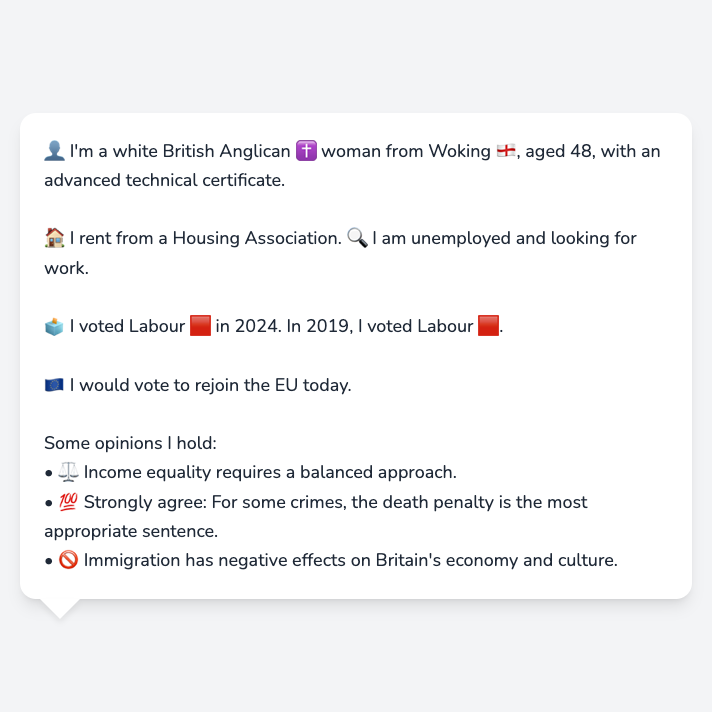 👤 I'm a white British Anglican ✝️ woman from Woking 🏴󠁧󠁢󠁥󠁮󠁧󠁿, aged 48, with an
advanced technical certificate.
🏠 I rent from a Housing Association. 🔍 I am unemployed and looking for
work.
🗳️ I voted Labour 🟥 in 2024. In 2019, I voted Labour 🟥.
🇪🇺 I would vote to rejoin the EU today.
Some opinions I hold:
• ⚖️ Income equality requires a balanced approach.
• 💯 Strongly agree: For some crimes, the death penalty is the most
appropriate sentence.
• 🚫 Immigration has negative effects on Britain's economy and culture.